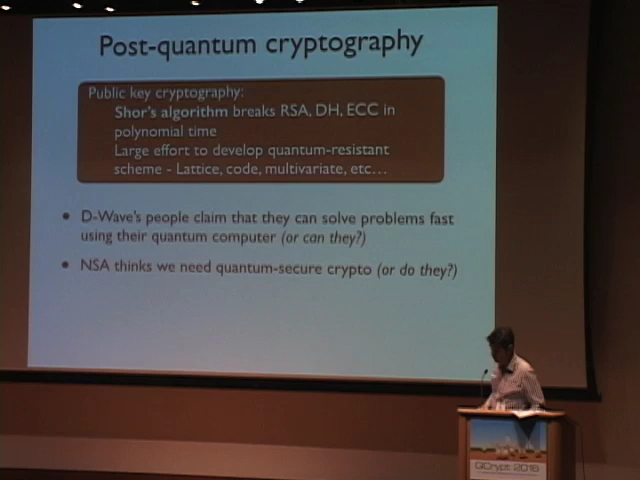 Post-quantum cryptography
Public key cryptography:
Shor's algorithm breaks RSA, DH, ECC in
polynomial time
Large effort to develop quantum-resistant
scheme - Lattice, code, multivariate, etc...
• D-Wave's people claim that they can solve problems fast
using their quantum computer (or can they?)
• NSA thinks we need quantum-secure crypto (or do they?)
QCrypt 2016